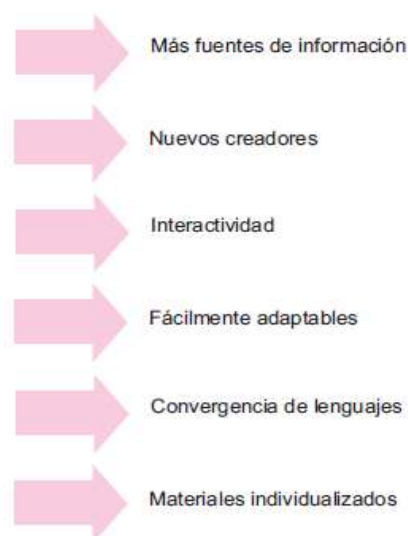 Más fuentes de información
Nuevos creadores
Interactividad
Fácilmente adaptables
Convergencia de lenguajes
Materiales individualizados